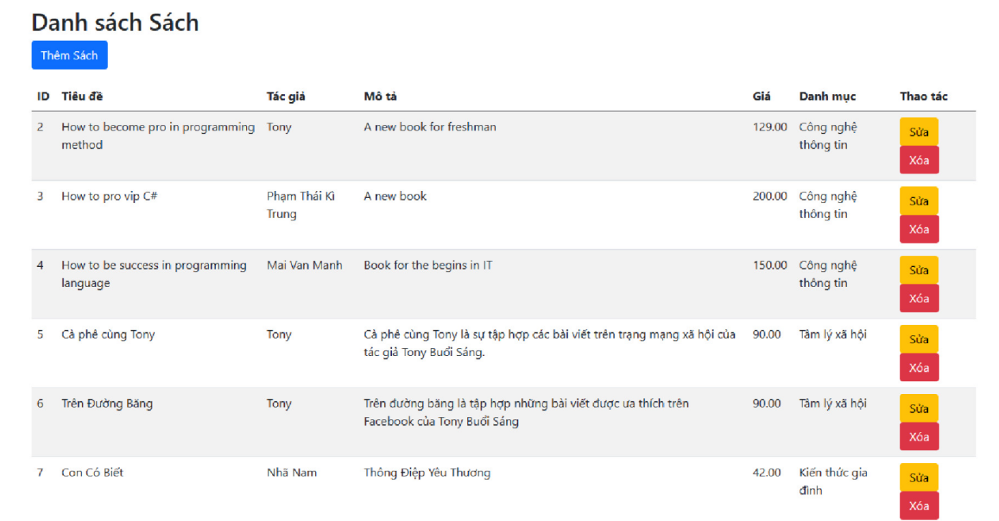 Danh sách Sách
Thêm Sách
ID Tiêu đề Tác giả Mô tả Giá Danh mục Thao tác
2 How to become pro in programming Tony A new book for freshman 129.00 Công nghệ Sửa
method thông tin
Xóa
3 How to pro vip C# Phạm Thái Kì A new book 200.00 Công nghệ Sửa
Trung thông tin
Xóa
4 How to be success in programming Mai Van Manh Book for the begins in IT 150.00 Công nghệ Sửa
language thông tin
Xóa
5 Cà phê cùng Tony Tony Cà phê cùng Tony là sự tập hợp các bài viết trên trạng mạng xã hội của 90.00 Tâm lý xã hội Sửa
tác giả Tony Buổi Sáng.
Xóa
6 Trên Đường Băng Tony Trên đường băng là tập hợp những bài viết được ưa thích trên 90.00 Tâm lý xã hội Sửa
Facebook của Tony Buổi Sáng
Xóa
7 Con Có Biết Nhã Nam Thông Điệp Yêu Thương 42.00 Kiến thức gia Sửa
đình
Xóa